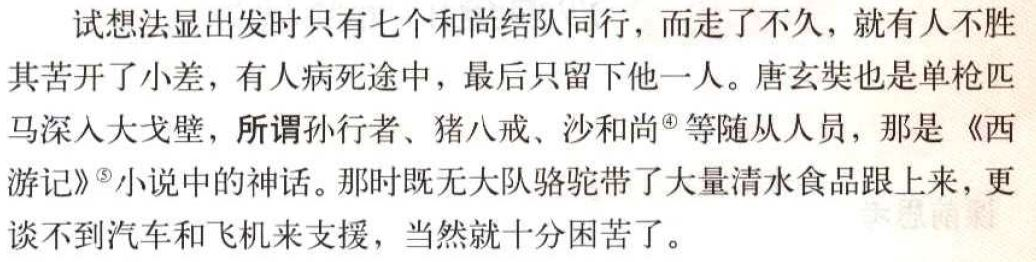 试想法显出发时只有七个和尚结队同行，而走了不久，就有人不胜
其苦开了小差，有人病死途中，最后只留下他一人。唐玄奘也是单枪匹
马深入大戈壁，所谓孙行者、猪八戒、沙和尚④等随从人员，那是《西
游记》⑤小说中的神话。那时既无大队骆驼带了大量清水食品跟上来，更
谈不到汽车和飞机来支援，当然就十分困苦了。